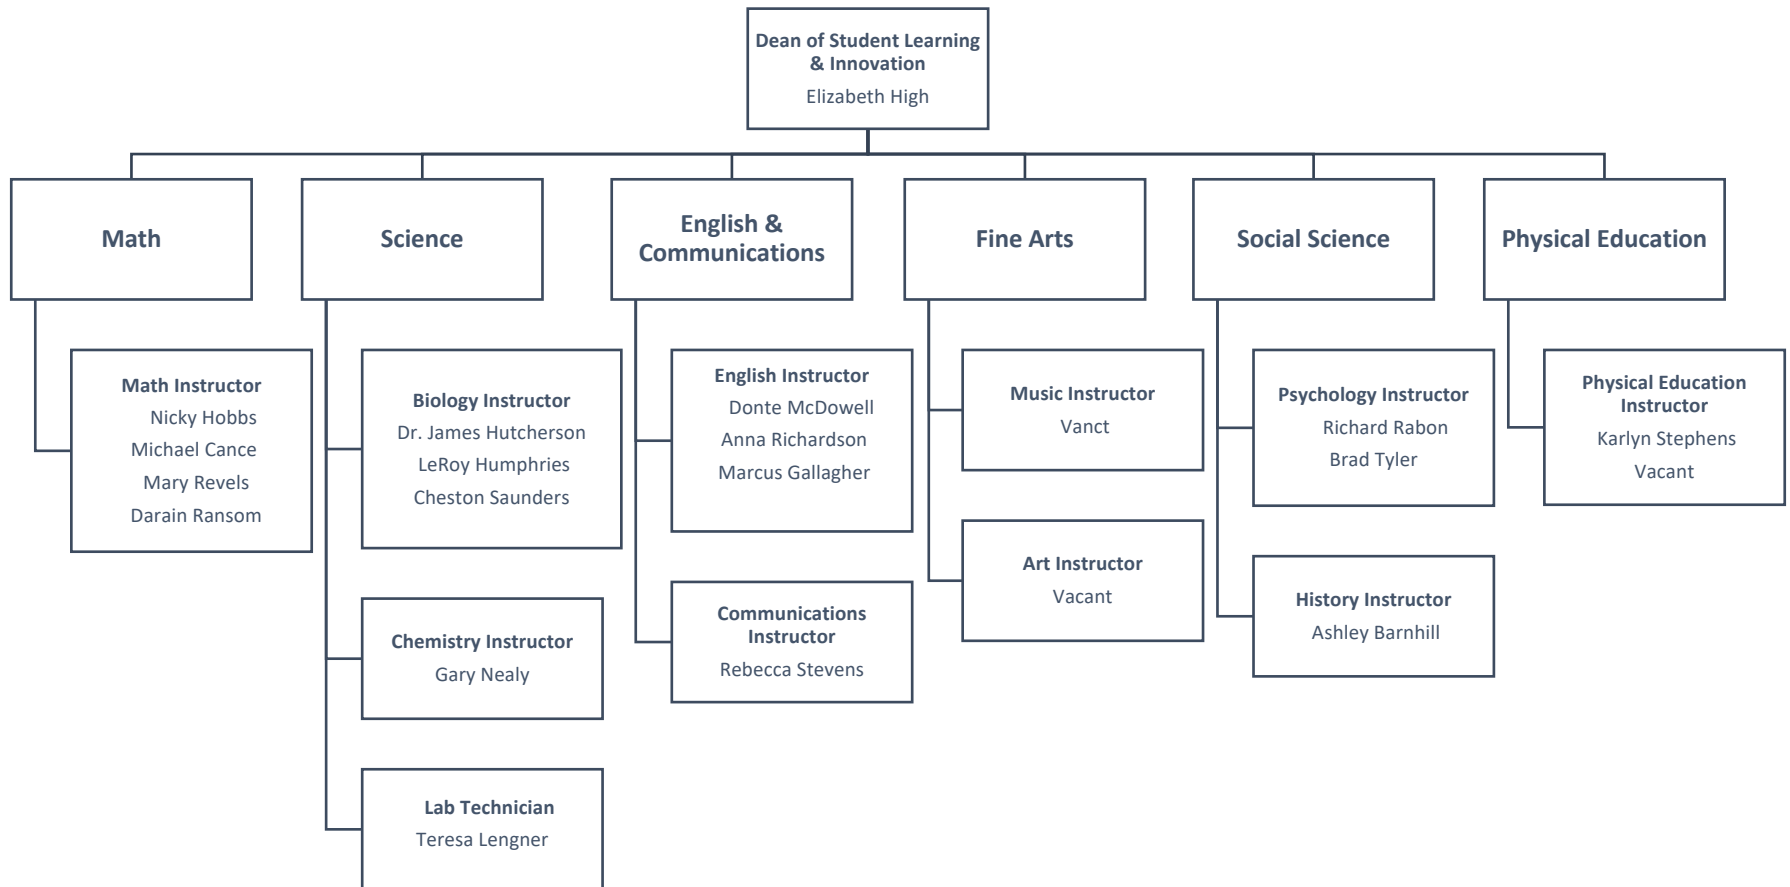 Dean of Student Learning
& Innovation
Elizabeth High
Math
Science
English &
Communications
Fine Arts
Social Science
Physical Education
Math Instructor
Nicky Hobbs
Michael Cance
Mary Revels
Darain Ransom
Biology Instructor
Dr. James Hutcherson
LeRoy Humphries
Cheston Saunders
Chemistry Instructor
Gary Nealy
Lab Technician
Teresa Lengner
English Instructor
Donte McDowell
Anna Richardson
Marcus Gallagher
Communications
Instructor
Rebecca Stevens
Music Instructor
Vanct
Art Instructor
Vacant
Psychology Instructor
Richard Rabon
Brad Tyler
History Instructor
Ashley Barnhill
Physical Education
Instructor
Karlyn Stephens
Vacant